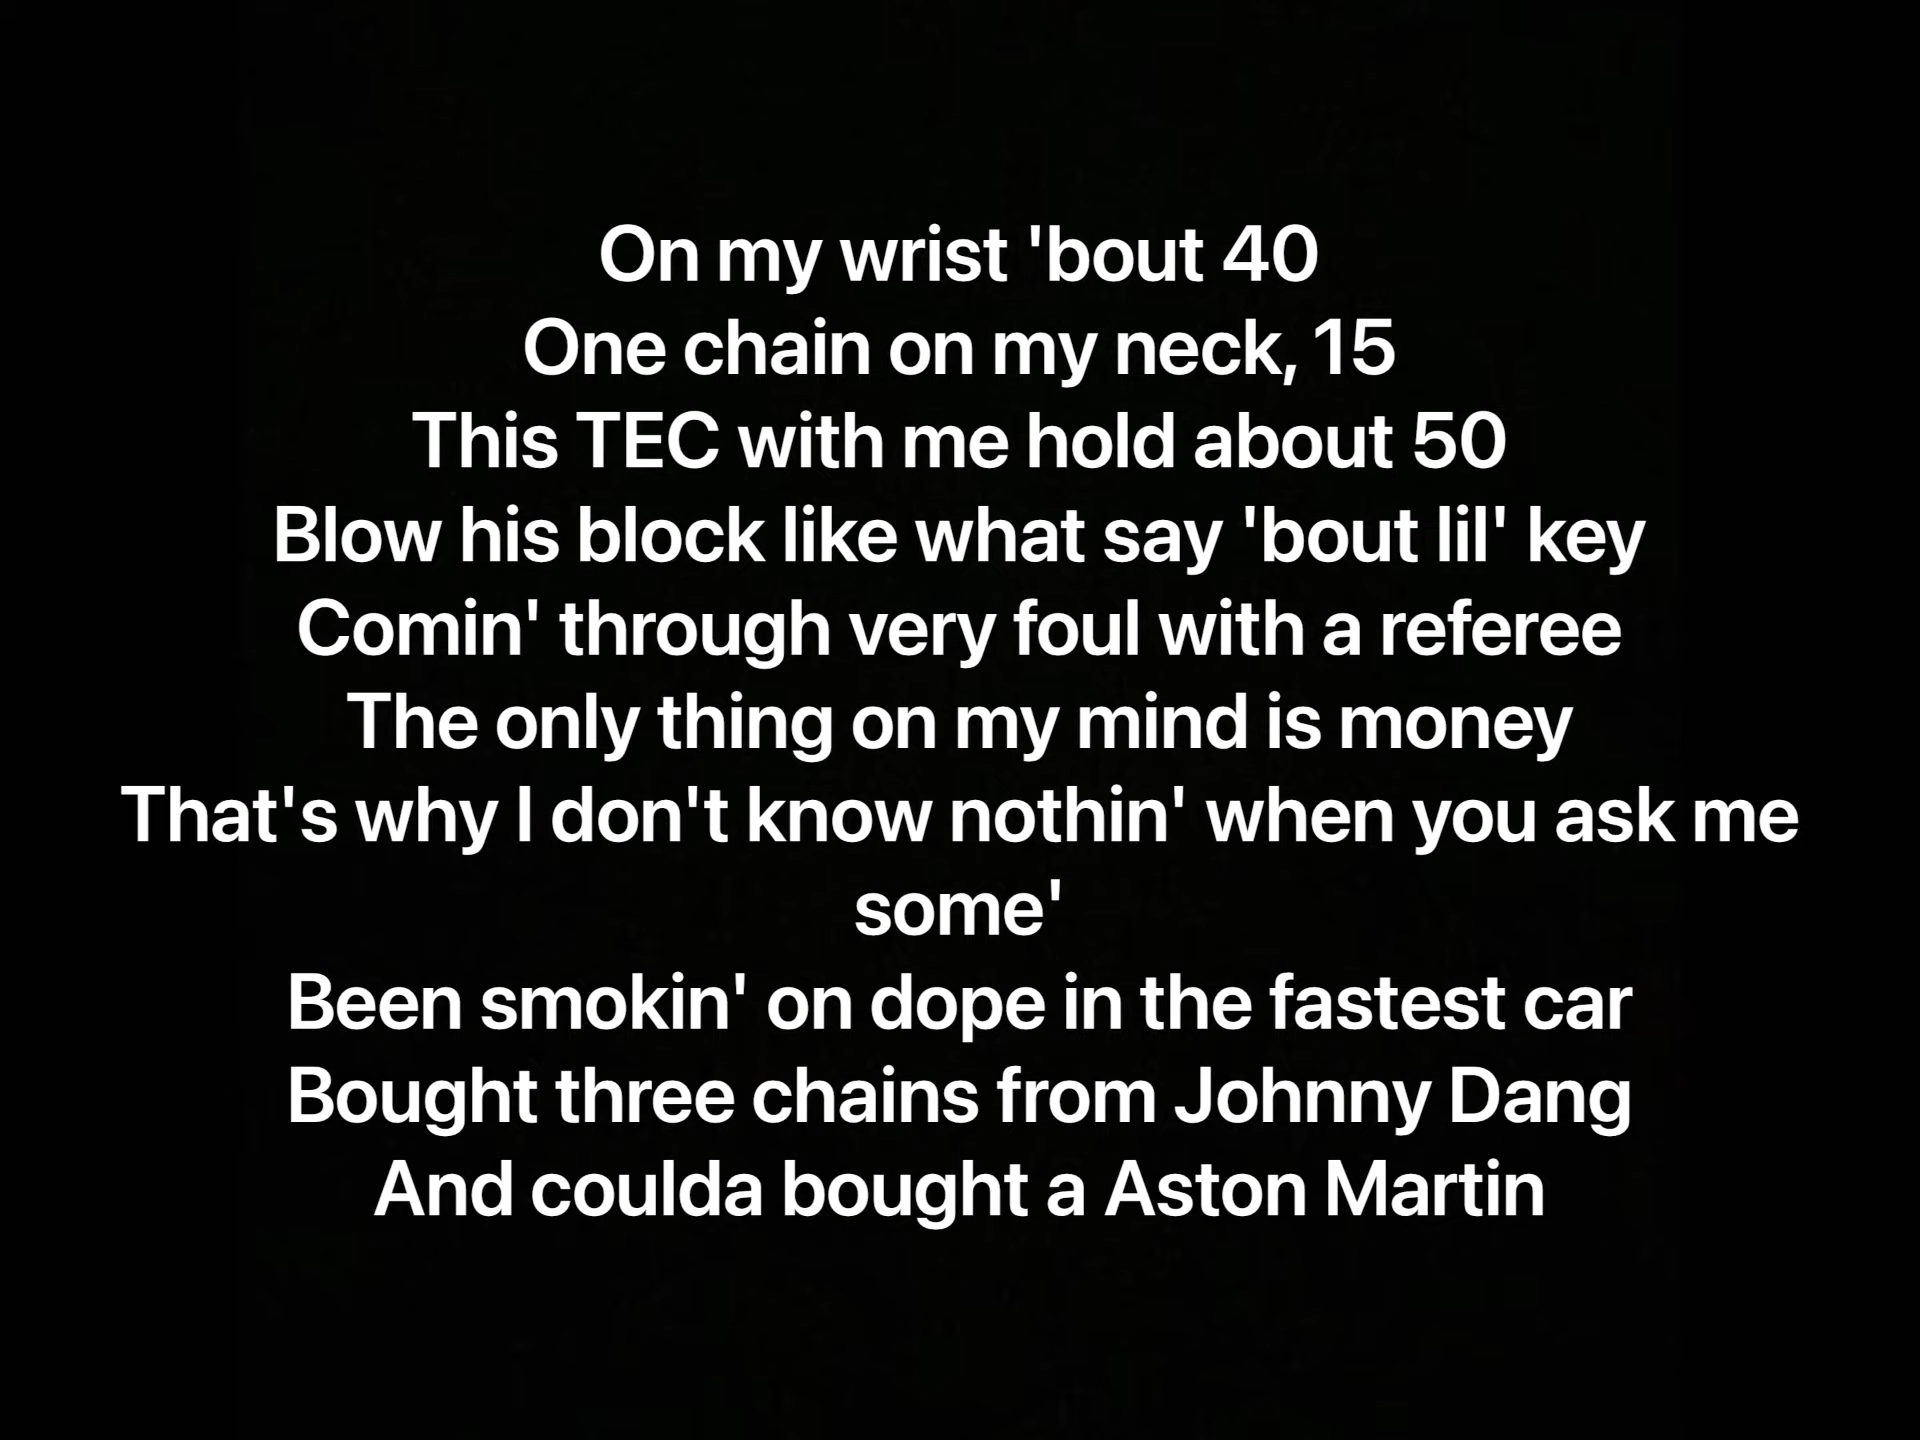 On my wrist 'bout 40
One chain on my neck, 15
This TEC with me hold about 50
Blow his block like what say 'bout lil' key
Comin' through very foul with a referee
The only thing on my mind is money
That's why I don't know nothin' when you ask me
some'
Been smokin' on dope in the fastest car
Bought three chains from Johnny Dang
And coulda bought a Aston Martin